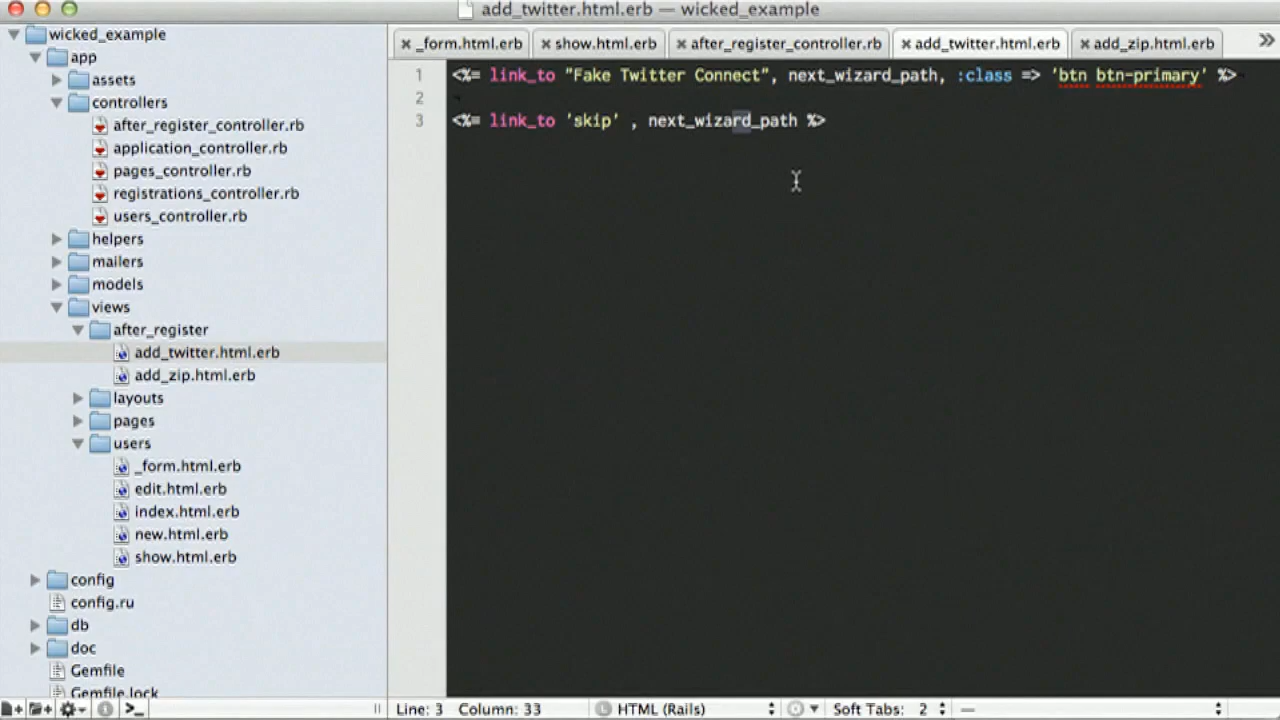 add_twitter.html.erb — wicked_example
_form.html.erb
show.html.erb
after_register_controller.rb
add_twitter.html.erb
add_zip.html.erb
wicked_example
app
assets
controllers
after_register_controller.rb
application_controller.rb
pages_controller.rb
registrations_controller.rb
users_controller.rb
helpers
mailers
models
views
after_register
add_twitter.html.erb
add_zip.html.erb
layouts
pages
users
_form.html.erb
edit.html.erb
index.html.erb
new.html.erb
show.html.erb
config
config.ru
db
doc
Gemfile
Gemfile.lock
1 <%= link_to "Fake Twitter Connect", next_wizard_path, :class => 'btn btn-primary' %>
2
3 <%= link_to 'skip' , next_wizard_path %>
Line: 3 Column: 33 HTML (Rails) Soft Tabs: 2 —